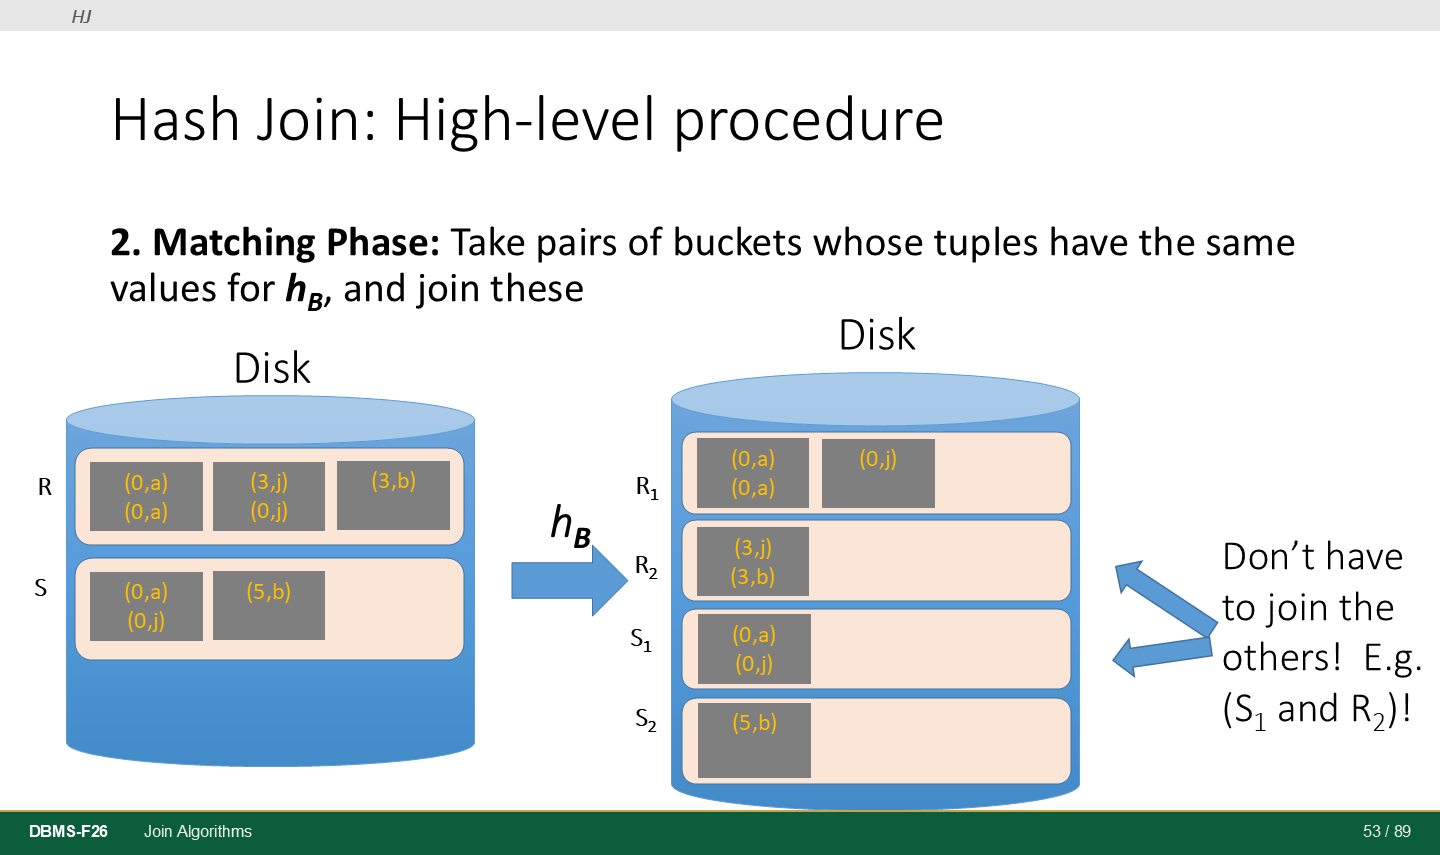 HJ
Hash Join: High-level procedure
2. Matching Phase: Take pairs of buckets whose tuples have the same
values for hB, and join these
Disk
R
(0,a)
(0,a)
(3,j)
(0,j)
(3,b)
S
(0,a)
(0,j)
(5,b)
hB
Disk
R1
(0,a)
(0,a)
(0,j)
R2
(3,j)
(3,b)
S1
(0,a)
(0,j)
S2
(5,b)
Don’t have
to join the
others! E.g.
(S1 and R2)!
DBMS-F26 Join Algorithms 53 / 89